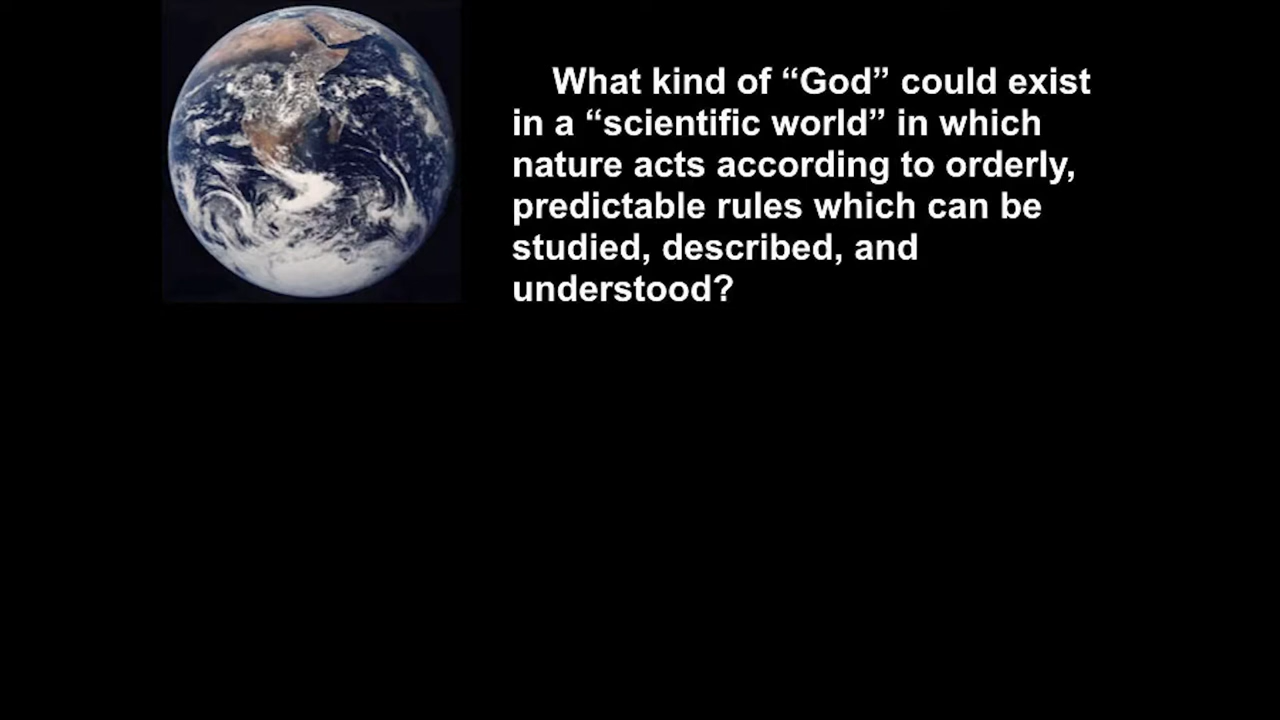 What kind of “God” could exist
in a “scientific world” in which
nature acts according to orderly,
predictable rules which can be
studied, described, and
understood?